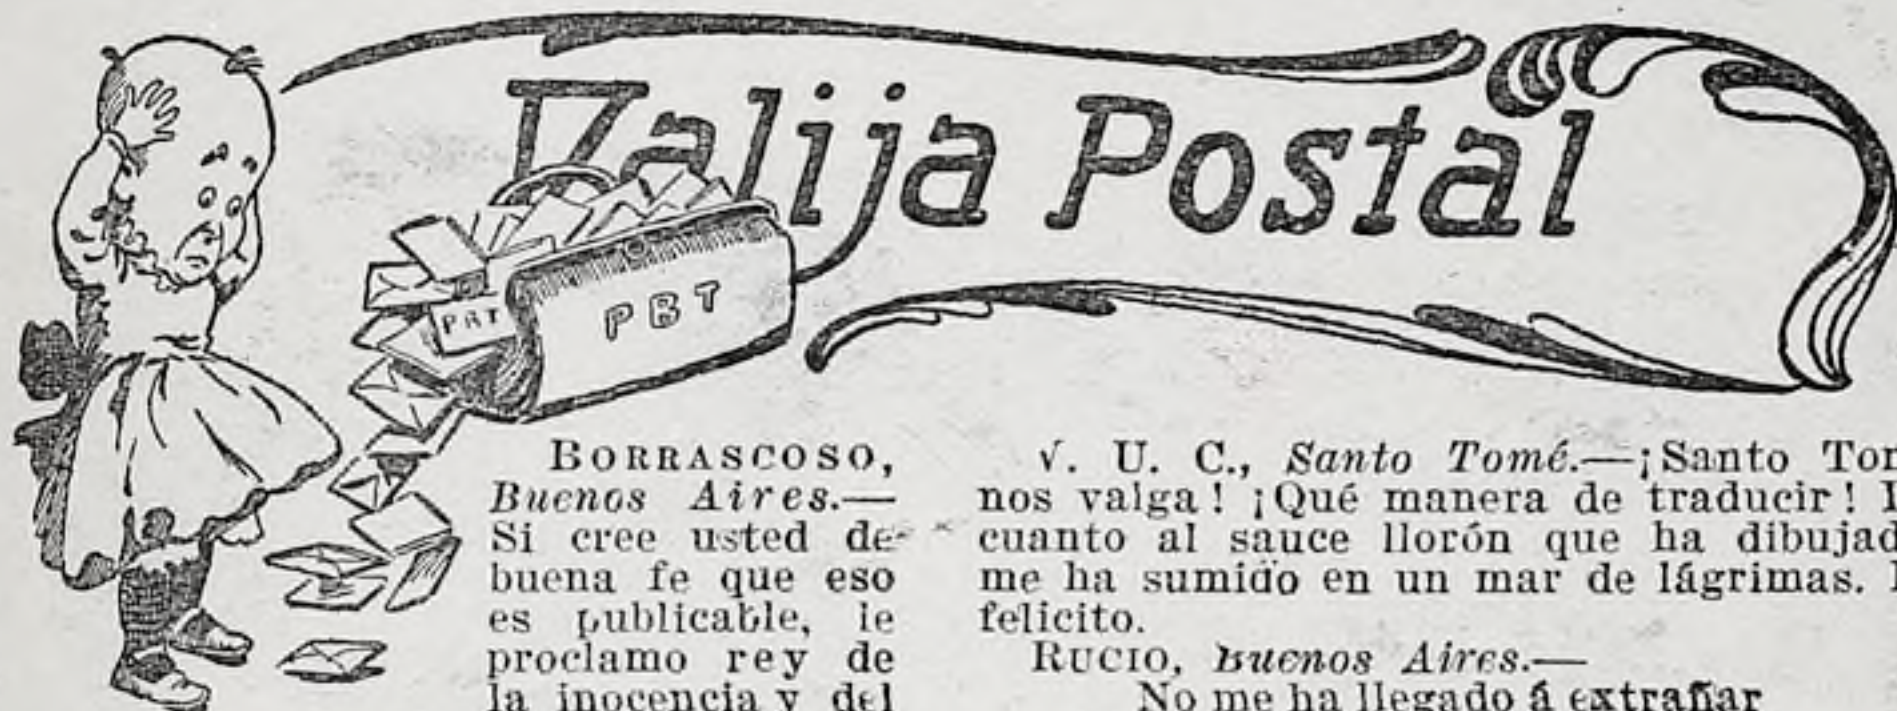 Valija Postal
PBT
PBT
BORRASCOSO,
Buenos Aires.—
Si cree usted de
buena fe que eso
es publicable, le
proclamo rey de
la inocencia y del
V. U. C., Santo Tomé.—¡Santo Tom
nos valga! ¡Qué manera de traducir!
cuanto al sauce llorón que ha dibujad
me ha sumido en un mar de lágrimas.
felicito.
RUCIO, Buenos Aires.—
No me ha llegado á extrañar